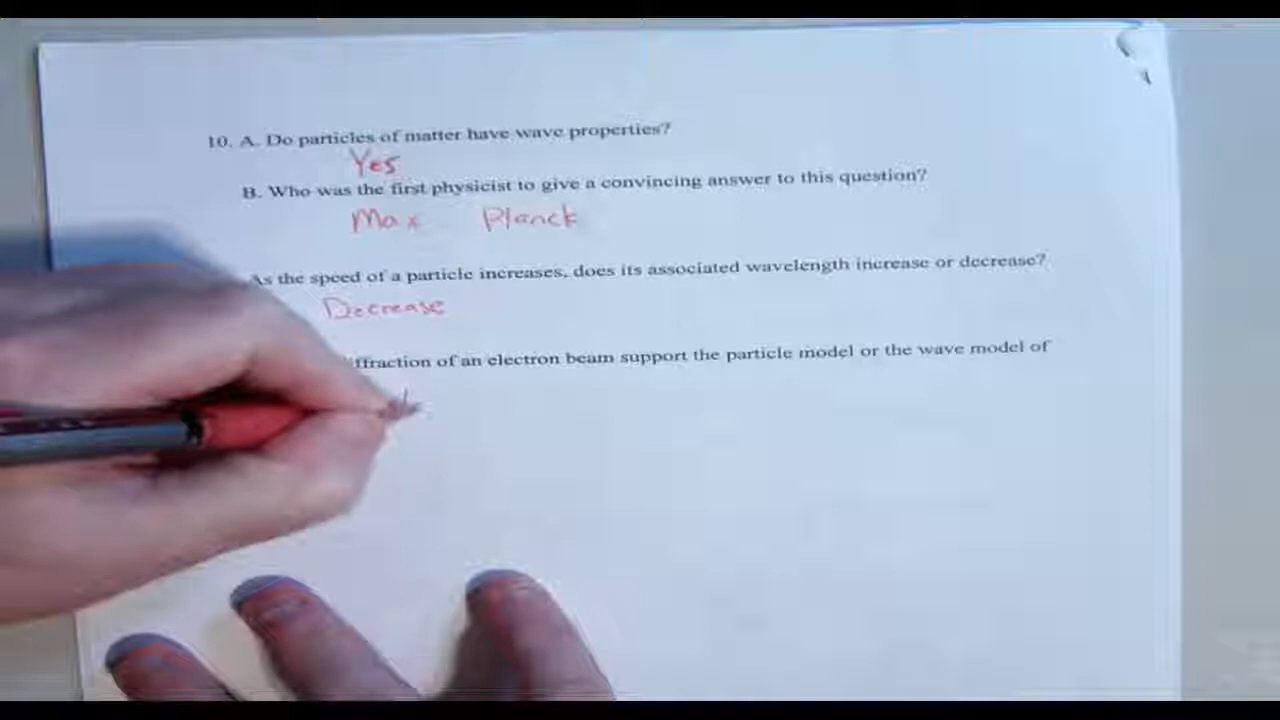 10. A. Do particles of matter have wave properties?
Yes
B. Who was the first physicist to give a convincing answer to this question?
Max Planck
As the speed of a particle increases, does its associated wavelength increase or decrease?
Decrease
ffraction of an electron beam support the particle model or the wave model of